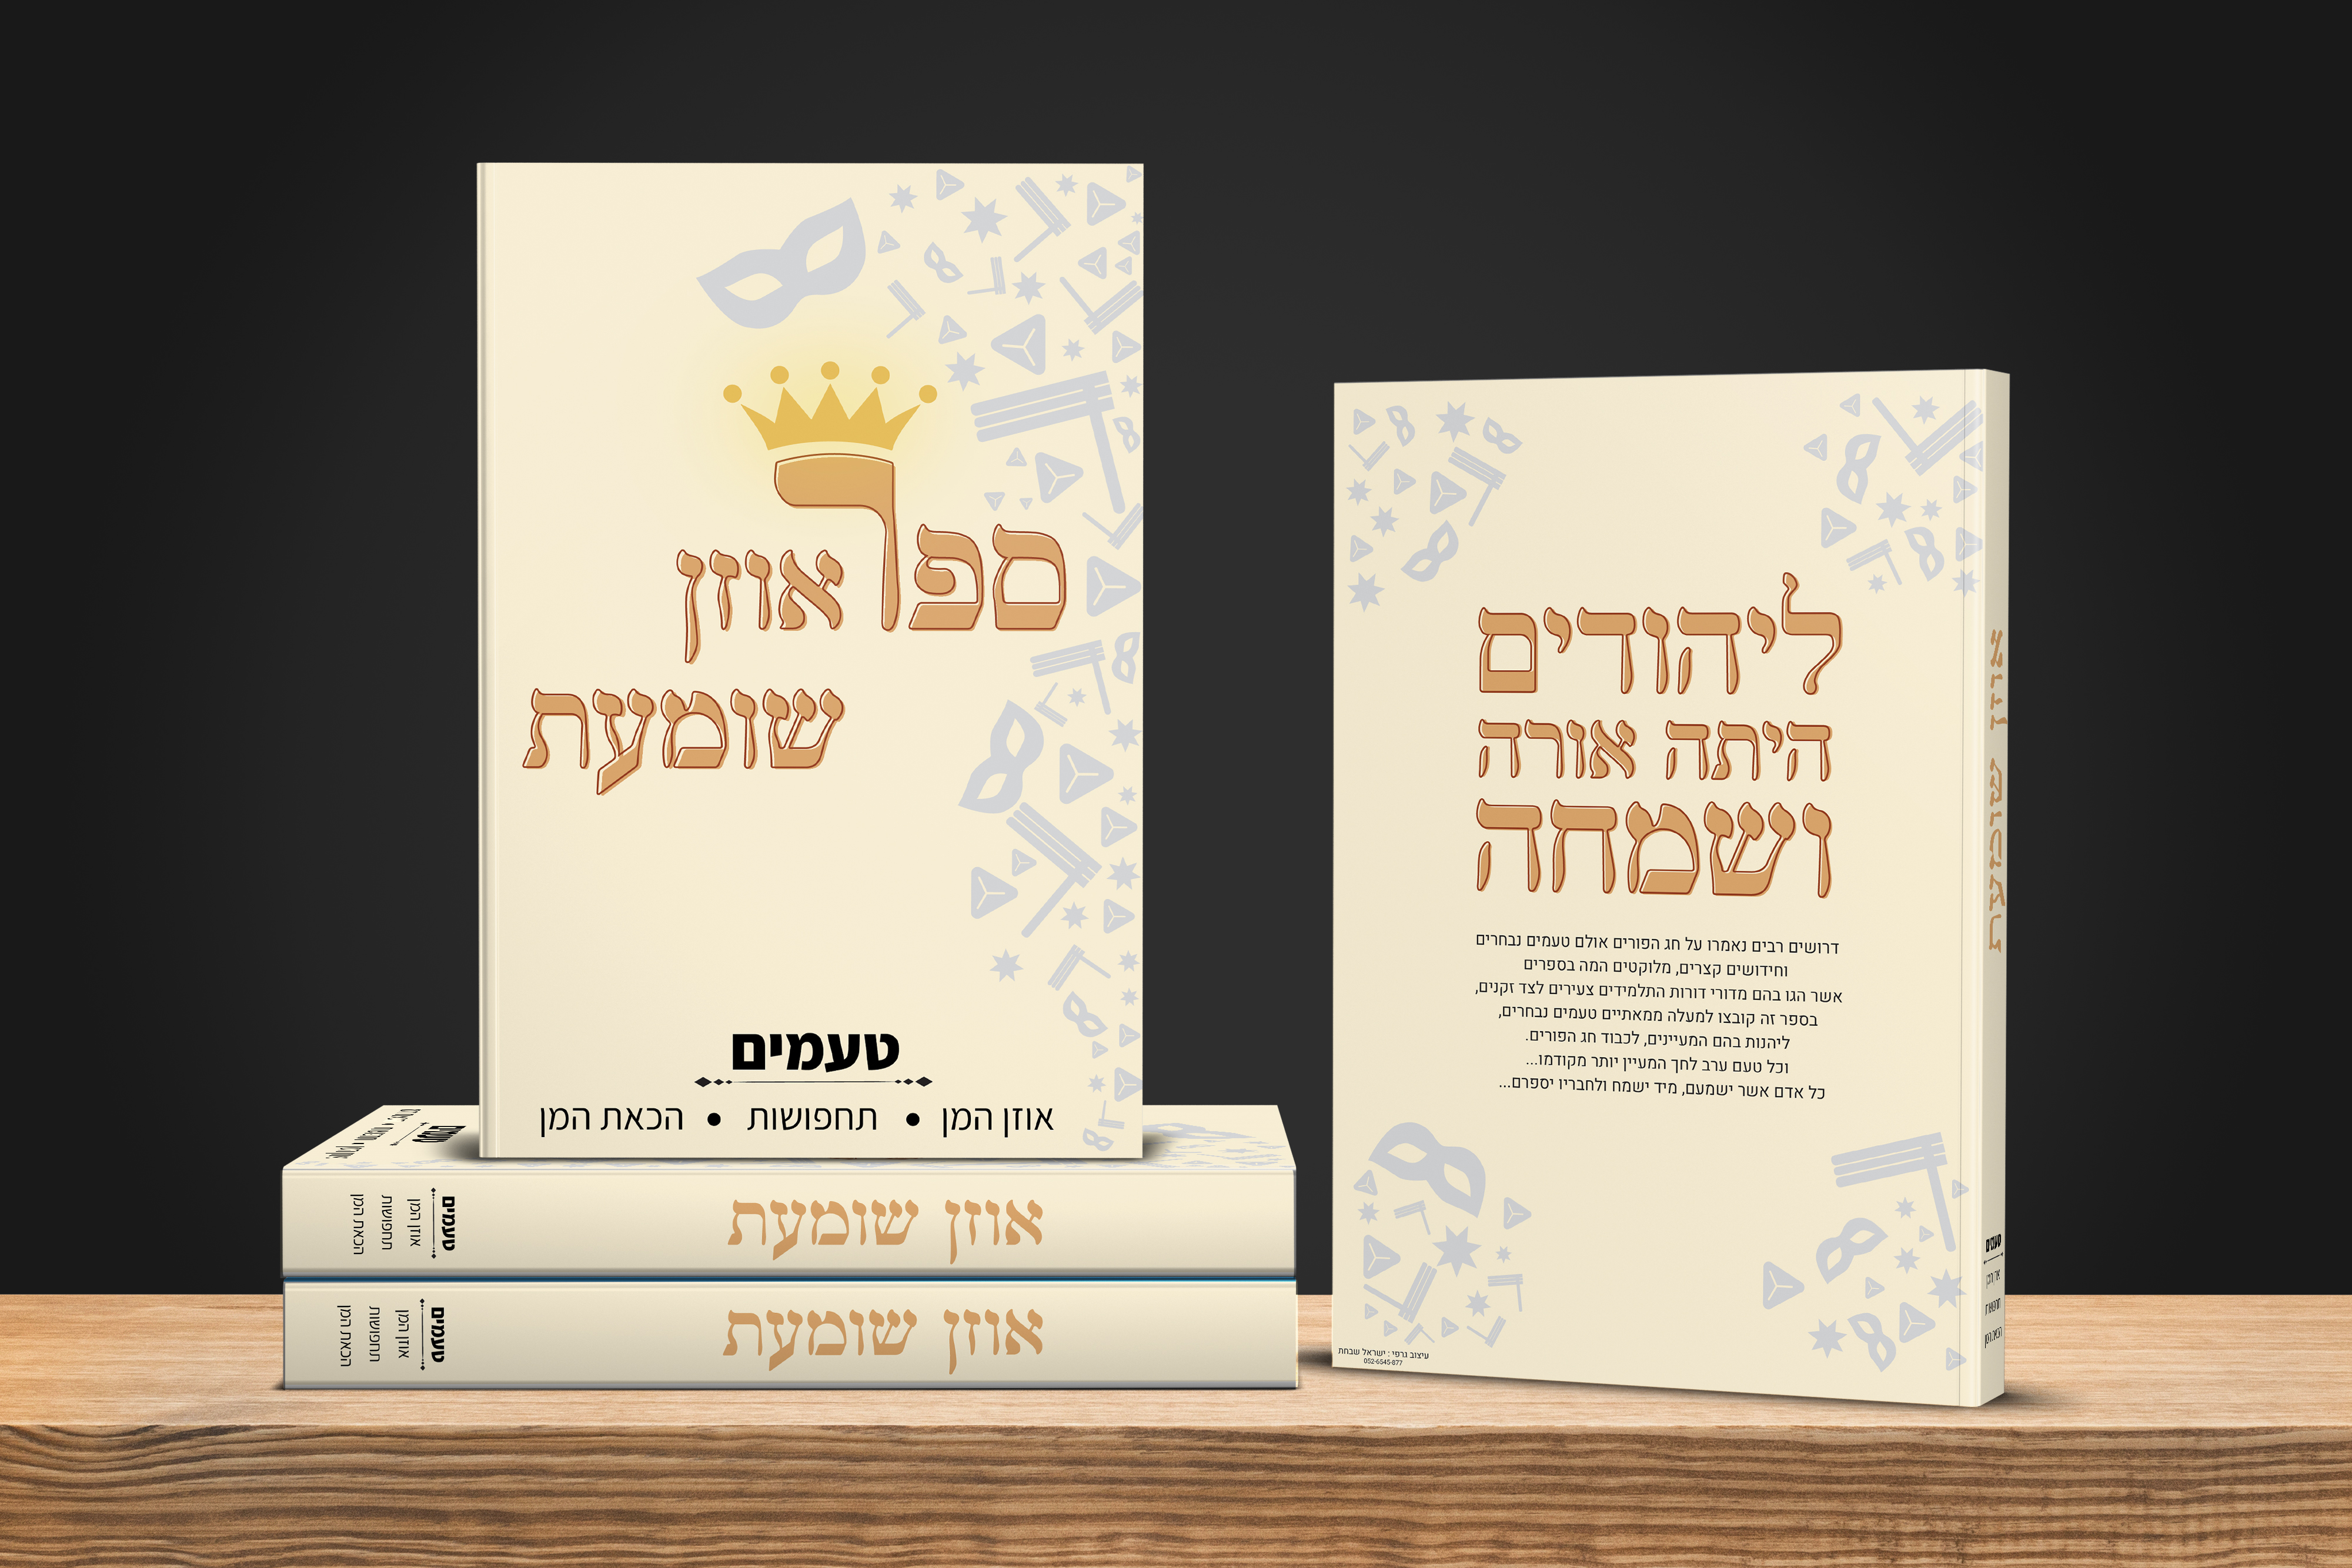 ספר אוזן
שומעת
טעמים
אוזן המן • תחפושות • הכאת המן
טעמים
אוזן המן
תחפושות
הכאת המן
אוזן שומעת
טעמים
אוזן המן
תחפושות
הכאת המן
אוזן שומעת
ליהודים
היתה אורה
ושמחה
דרושים רבים נאמרו על חג הפורים אולם טעמים נבחרים
וחידושים קצרים, מלוקטים המה בספרים
אשר הגו בהם מדורי דורות התלמידים צעירים לצד זקנים,
בספר זה קובצו למעלה ממאתיים טעמים נבחרים,
ליהנות בהם המעיינים, לכבוד חג הפורים.
וכל טעם ערב לחך המעיין יותר מקודמו...
כל אדם אשר ישמעם, מיד ישמח ולחבריו יספרם...
עיצוב גרפי : ישראל שבחת
052-6545-877
אוזן שומעת
טעמים
אוזן המן
תחפושות
הכאת המן